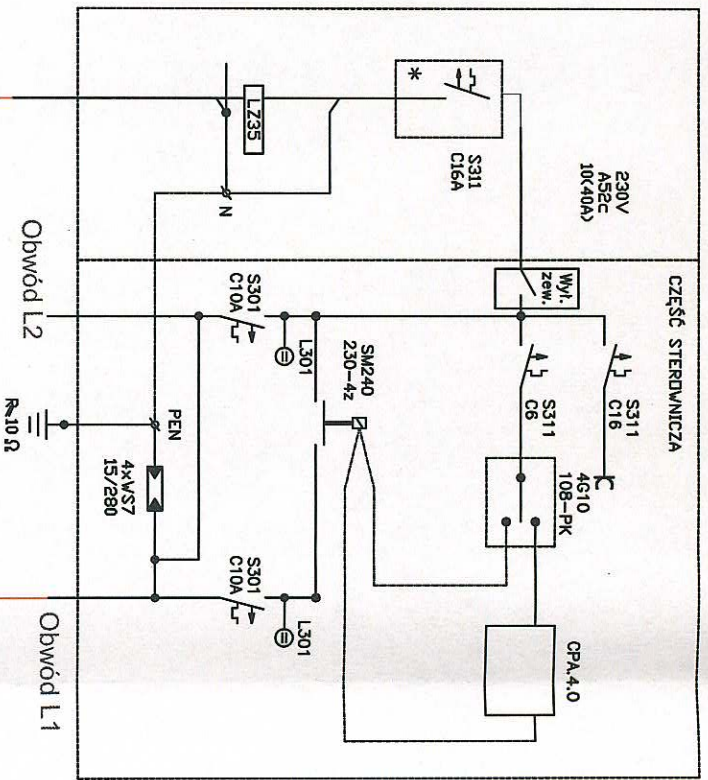 CZĘŚĆ STEROWNICZA
230V
A52c
10(40A)
S311
C16A
*
LZ35
N
Wył.
zew.
S311
C16
S311
C6
4G10
108-PK
CPA.4.0
SM240
230-4z
L301
S301
C10A
L301
S301
C10A
PEN
4xWS7
15/280
R≤10 Ω
Obwód L2
Obwód L1